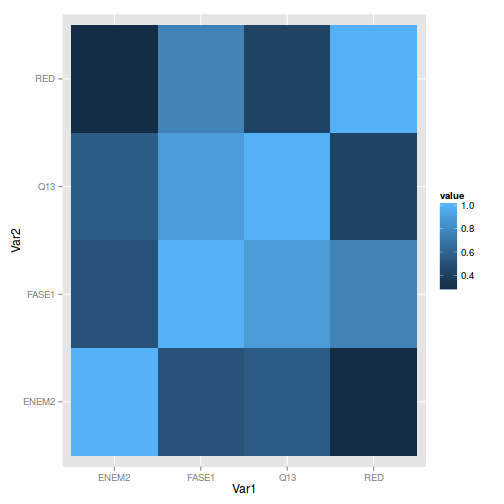 RED
Q13
FASE1
ENEM2
Var2
ENEM2 FASE1 Q13 RED
Var1
value
1.0
0.8
0.6
0.4